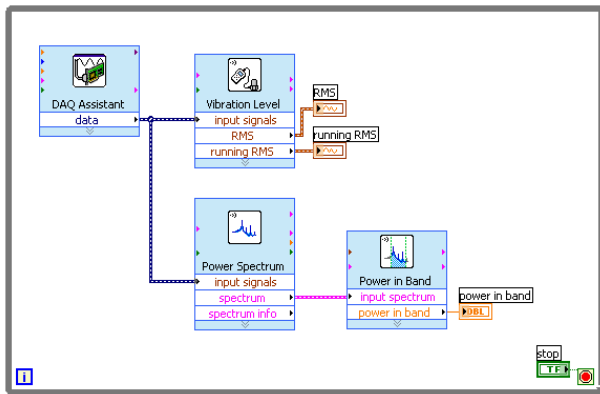 DAQ Assistant
data
Vibration Level
input signals
RMS
running RMS
RMS
running RMS
Power Spectrum
input signals
spectrum
spectrum info
Power in Band
input spectrum
power in band
power in band
DBL
stop
TF
i